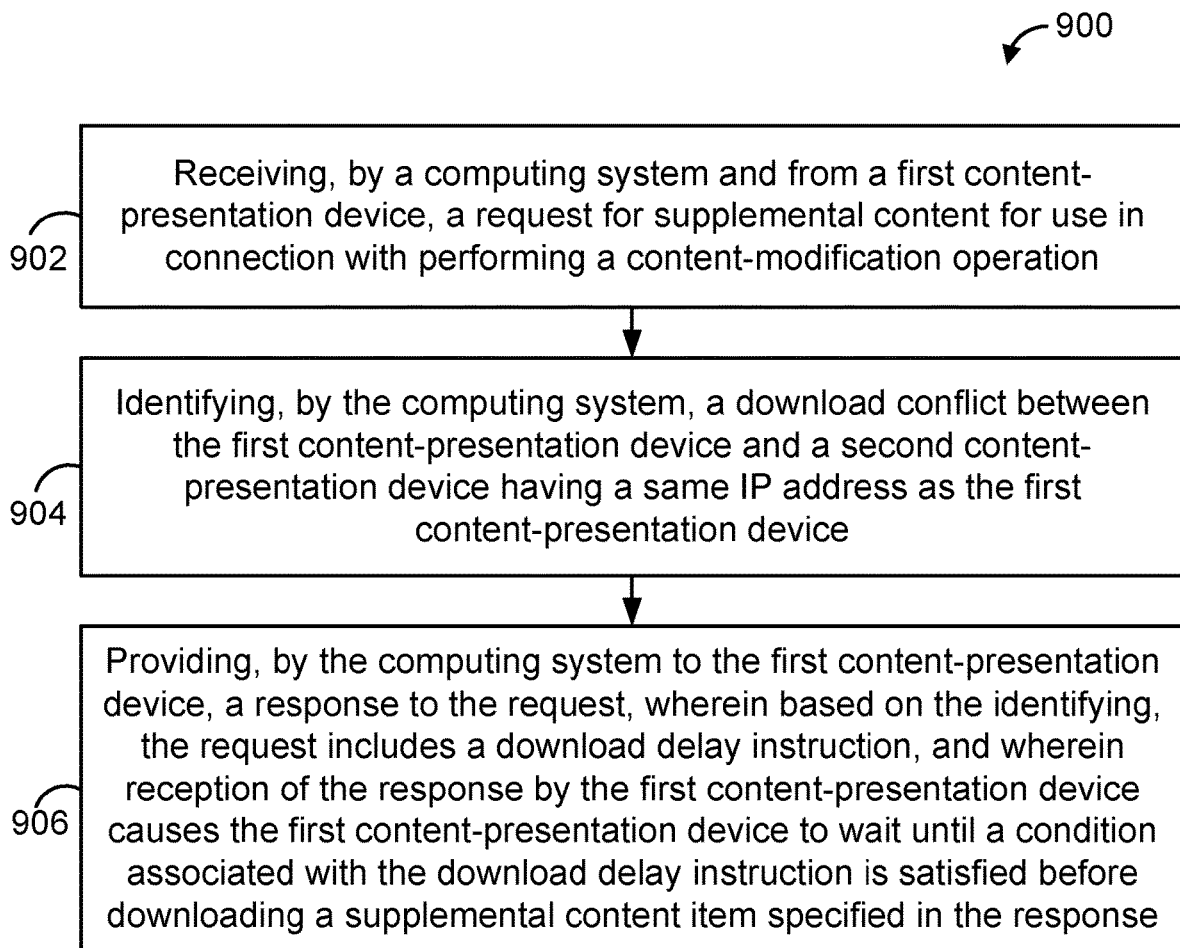 900
Receiving, by a computing system and from a first content-
presentation device, a request for supplemental content for use in
connection with performing a content-modification operation
902
Identifying, by the computing system, a download conflict between
the first content-presentation device and a second content-
presentation device having a same IP address as the first
content-presentation device
904
Providing, by the computing system to the first content-presentation
device, a response to the request, wherein based on the identifying,
the request includes a download delay instruction, and wherein
reception of the response by the first content-presentation device
causes the first content-presentation device to wait until a condition
associated with the download delay instruction is satisfied before
downloading a supplemental content item specified in the response
906